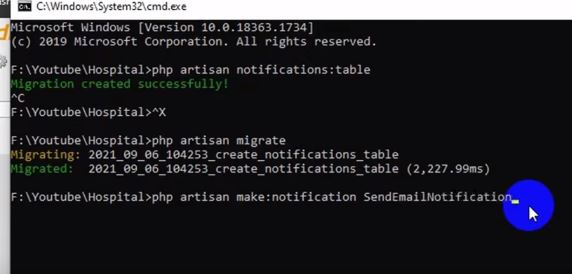 C:\Windows\System32\cmd.exe
Microsoft Windows [Version 10.0.18363.1734]
(c) 2019 Microsoft Corporation. All rights reserved.
F:\Youtube\Hospital>php artisan notifications:table
Migration created successfully!
^C
F:\Youtube\Hospital>^X
F:\Youtube\Hospital>php artisan migrate
Migrating: 2021_09_06_104253_create_notifications_table
Migrated:  2021_09_06_104253_create_notifications_table (2,227.99ms)
F:\Youtube\Hospital>php artisan make:notification SendEmailNotification